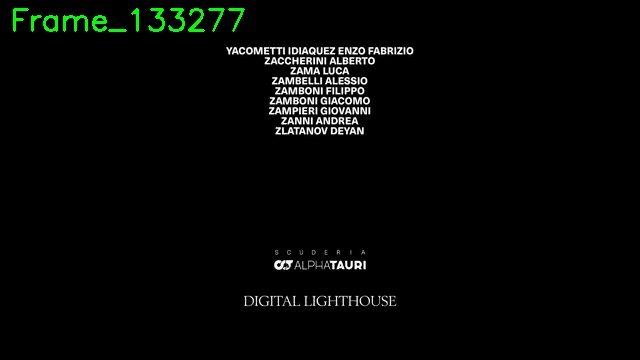 Frame_133277
YACOMETTI IDIAQUEZ ENZO FABRIZIO
ZACCHERINI ALBERTO
ZAMA LUCA
ZAMBELLI ALESSIO
ZAMBONI FILIPPO
ZAMBONI GIACOMO
ZAMPIERI GIOVANNI
ZANNI ANDREA
ZLATANOV DEYAN
SCUDERIA
ALPHATAURI
DIGITAL LIGHTHOUSE